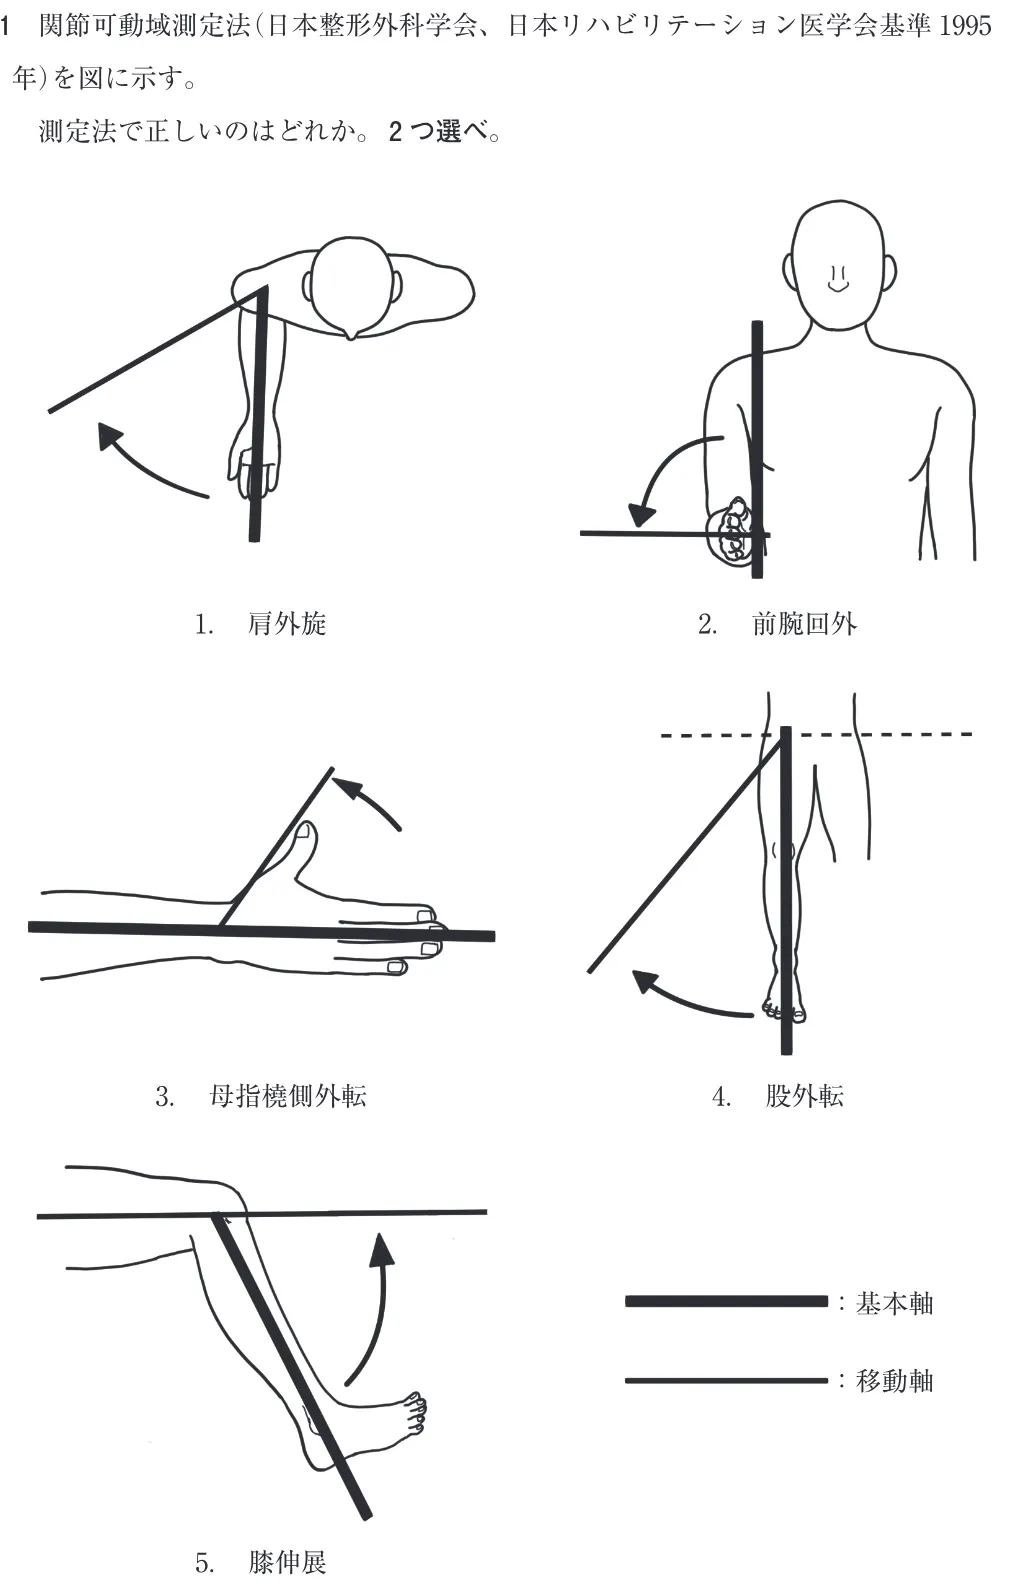 1 関節可動域測定法(日本整形外科学会、日本リハビリテーション医学会基準 1995
年)を図に示す。
測定法で正しいのはどれか。2つ選べ。
1. 肩外旋
2. 前腕回外
3. 母指橈側外転
4. 股外転
5. 膝伸展
：基本軸
：移動軸